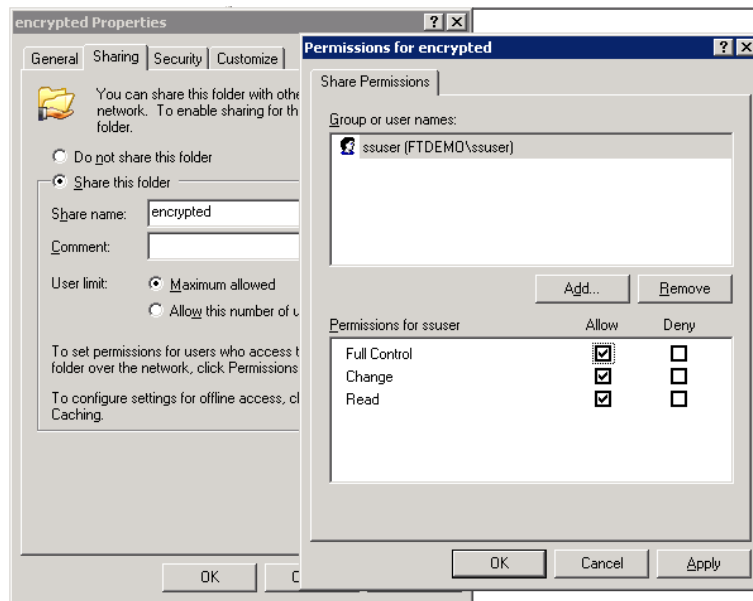 encrypted Properties
General Sharing Security Customize
You can share this folder with othe
network. To enable sharing for th
folder.
Do not share this folder
Share this folder
Share name: encrypted
Comment:
User limit: Maximum allowed
Allow this number of u
To set permissions for users who access t
folder over the network, click Permissions
To configure settings for offline access, cl
Caching.
OK C
Permissions for encrypted
Share Permissions
Group or user names:
ssuser (FTDEMO\ssuser)
Add... Remove
Permissions for ssuser Allow Deny
Full Control
Change
Read
OK Cancel Apply